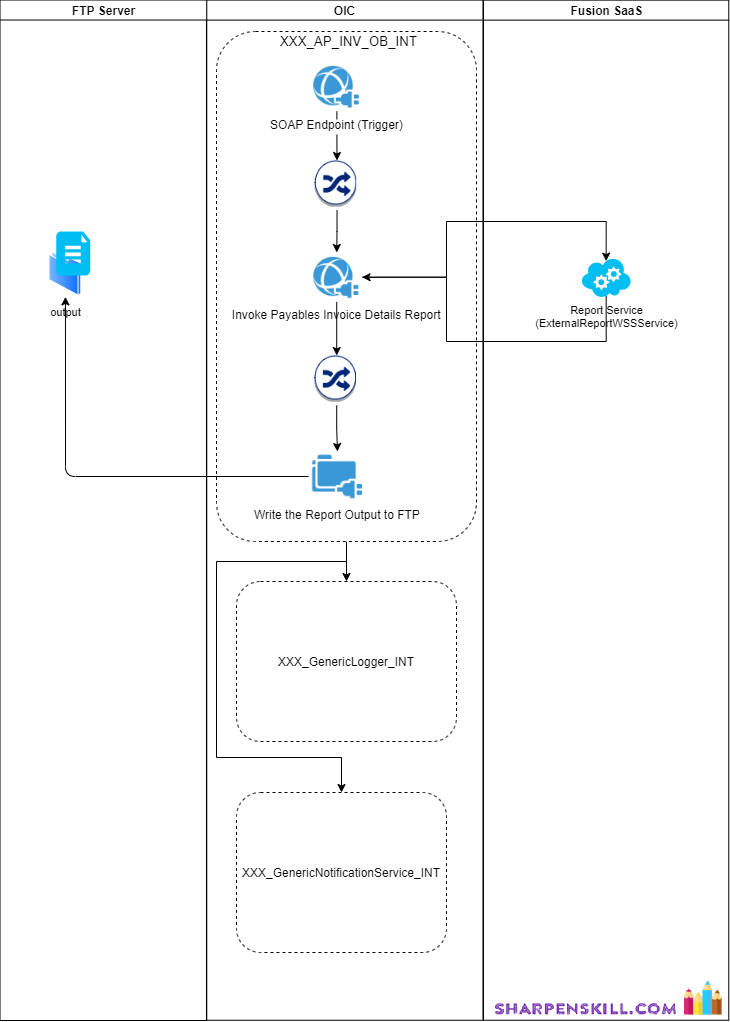 FTP Server
OIC
Fusion SaaS
XXX_AP_INV_OB_INT
SOAP Endpoint (Trigger)
Invoke Payables Invoice Details Report
Report Service
(ExternalReportWSSService)
output
Write the Report Output to FTP
XXX_GenericLogger_INT
XXX_GenericNotificationService_INT
SHARPENSKILL.COM